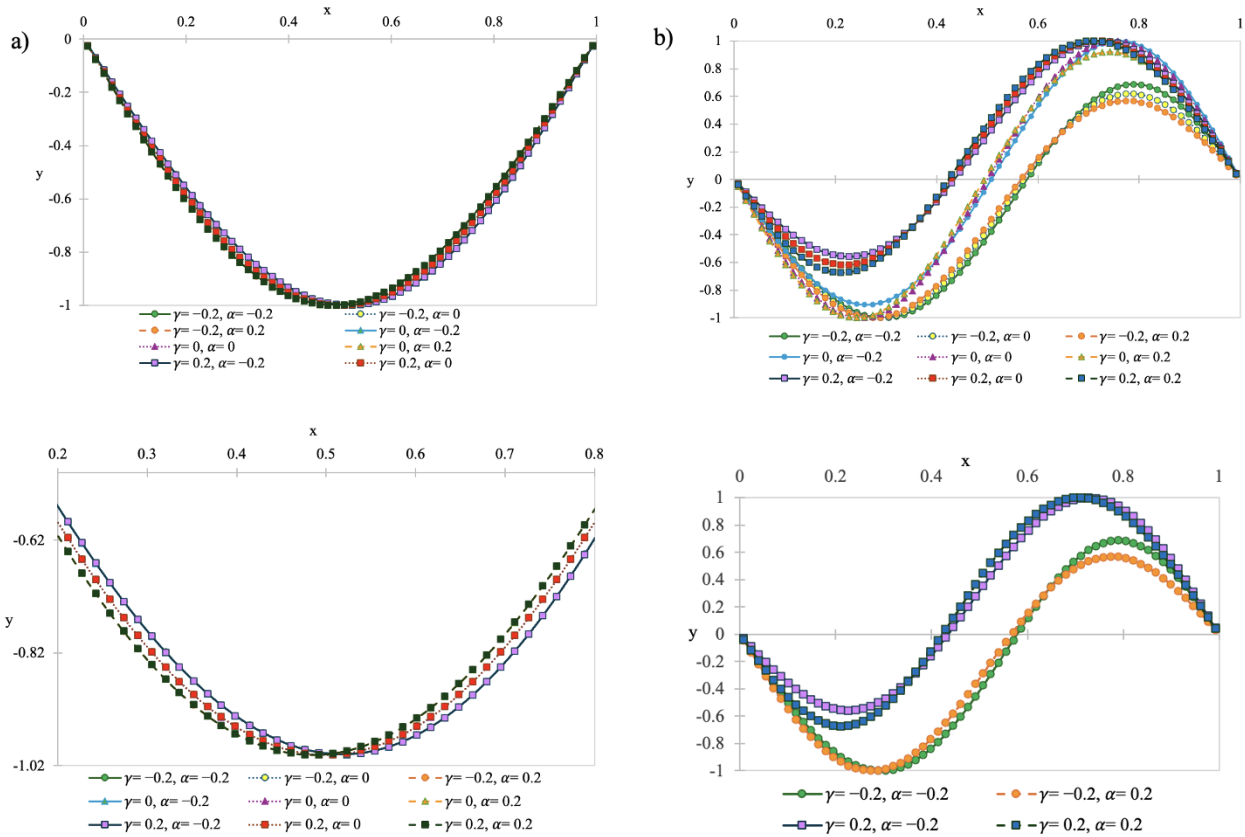 a)
x
0 0.2 0.4 0.6 0.8 1
0
-0.2
-0.4
y
-0.6
-0.8
-1
γ= −0.2, α= −0.2 γ= −0.2, α= 0
γ= −0.2, α= 0.2 γ= 0, α= −0.2
γ= 0, α= 0 γ= 0, α= 0.2
γ= 0.2, α= −0.2 γ= 0.2, α= 0
b)
x
0 0.2 0.4 0.6 0.8 1
1
0.8
0.6
0.4
0.2
y 0
-0.2
-0.4
-0.6
-0.8
-1
γ= −0.2, α= −0.2 γ= −0.2, α= 0 γ= −0.2, α= 0.2
γ= 0, α= −0.2 γ= 0, α= 0 γ= 0, α= 0.2
γ= 0.2, α= −0.2 γ= 0.2, α= 0 γ= 0.2, α= 0.2
x
0.2 0.3 0.4 0.5 0.6 0.7 0.8
-0.62
y
-0.82
-1.02
γ= −0.2, α= −0.2 γ= −0.2, α= 0 γ= −0.2, α= 0.2
γ= 0, α= −0.2 γ= 0, α= 0 γ= 0, α= 0.2
γ= 0.2, α= −0.2 γ= 0.2, α= 0 γ= 0.2, α= 0.2
x
0 0.2 0.4 0.6 0.8 1
1
0.8
0.6
0.4
0.2
y 0
-0.2
-0.4
-0.6
-0.8
-1
γ= −0.2, α= −0.2 γ= −0.2, α= 0.2
γ= 0.2, α= −0.2 γ= 0.2, α= 0.2